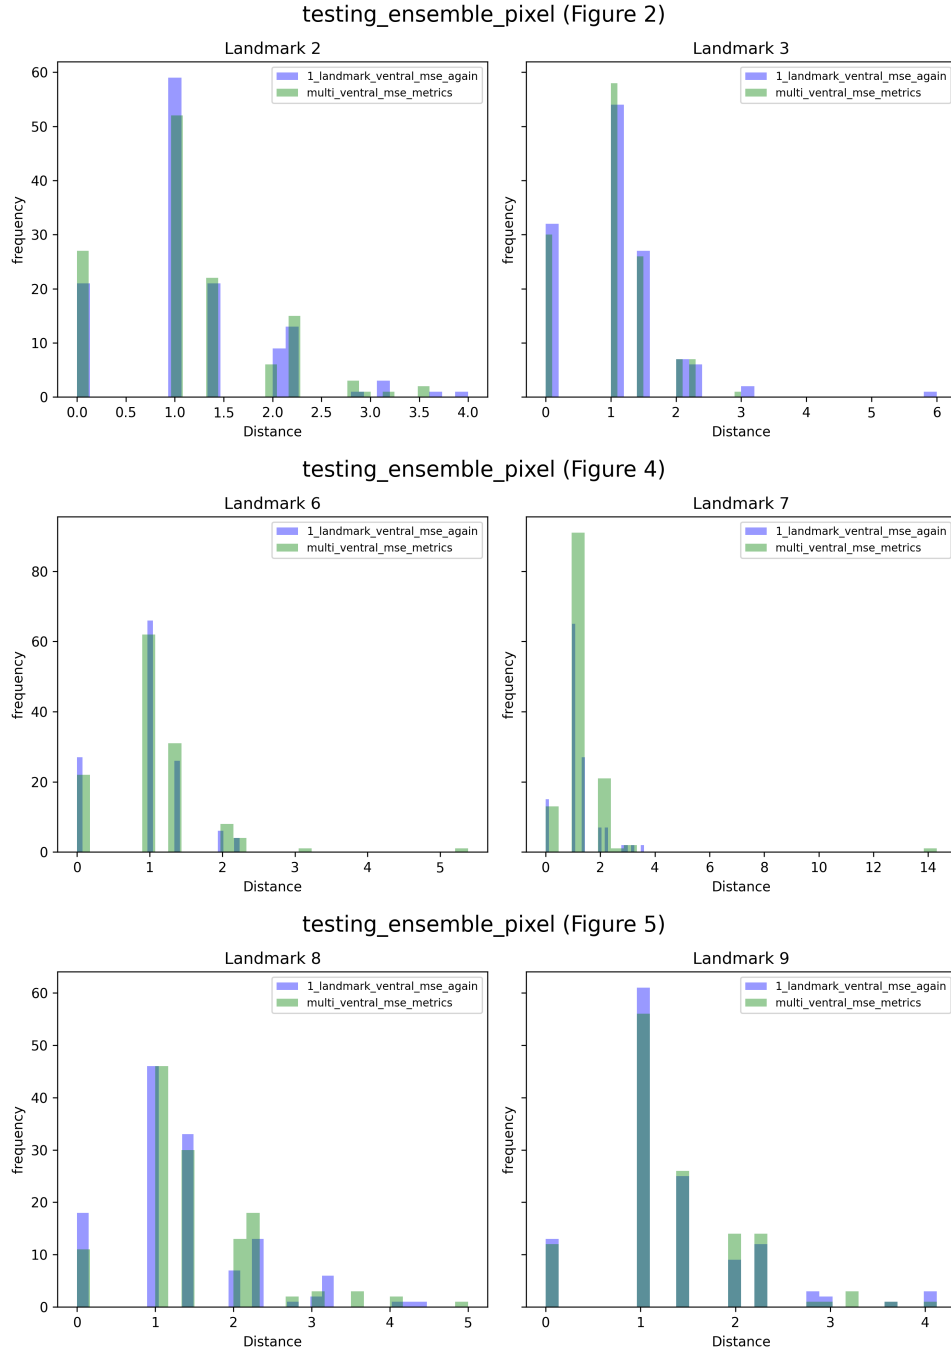 testing_ensemble_pixel (Figure 2)
Landmark 2
Landmark 3
60
50
40
30
20
10
0
frequency
1_landmark_ventral_mse_again
multi_ventral_mse_metrics
0.0 0.5 1.0 1.5 2.0 2.5 3.0 3.5 4.0
Distance
frequency
1_landmark_ventral_mse_again
multi_ventral_mse_metrics
0 1 2 3 4 5 6
Distance
testing_ensemble_pixel (Figure 4)
Landmark 6
Landmark 7
80
60
40
20
0
frequency
1_landmark_ventral_mse_again
multi_ventral_mse_metrics
0 1 2 3 4 5
Distance
frequency
1_landmark_ventral_mse_again
multi_ventral_mse_metrics
0 2 4 6 8 10 12 14
Distance
testing_ensemble_pixel (Figure 5)
Landmark 8
Landmark 9
60
50
40
30
20
10
0
frequency
1_landmark_ventral_mse_again
multi_ventral_mse_metrics
0 1 2 3 4 5
Distance
frequency
1_landmark_ventral_mse_again
multi_ventral_mse_metrics
0 1 2 3 4
Distance